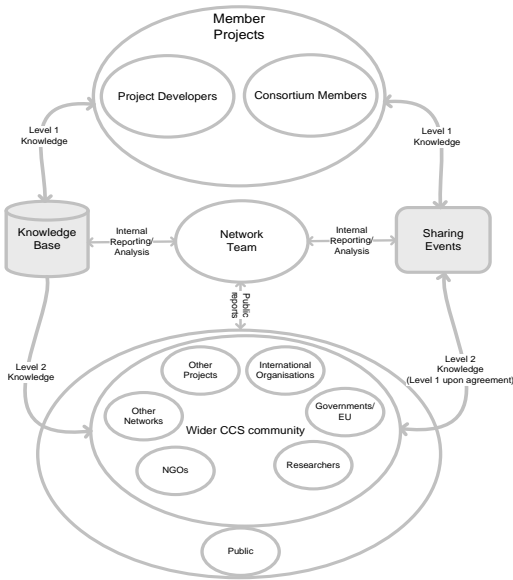 Member
Projects
Project Developers
Consortium Members
Level 1
Knowledge
Level 1
Knowledge
Knowledge
Base
Internal
Reporting/
Analysis
Network
Team
Internal
Reporting/
Analysis
Sharing
Events
Public
reports
Level 2
Knowledge
Level 2
Knowledge
(Level 1 upon agreement)
Other
Projects
International
Organisations
Other
Networks
Governments/
EU
Wider CCS community
NGOs
Researchers
Public